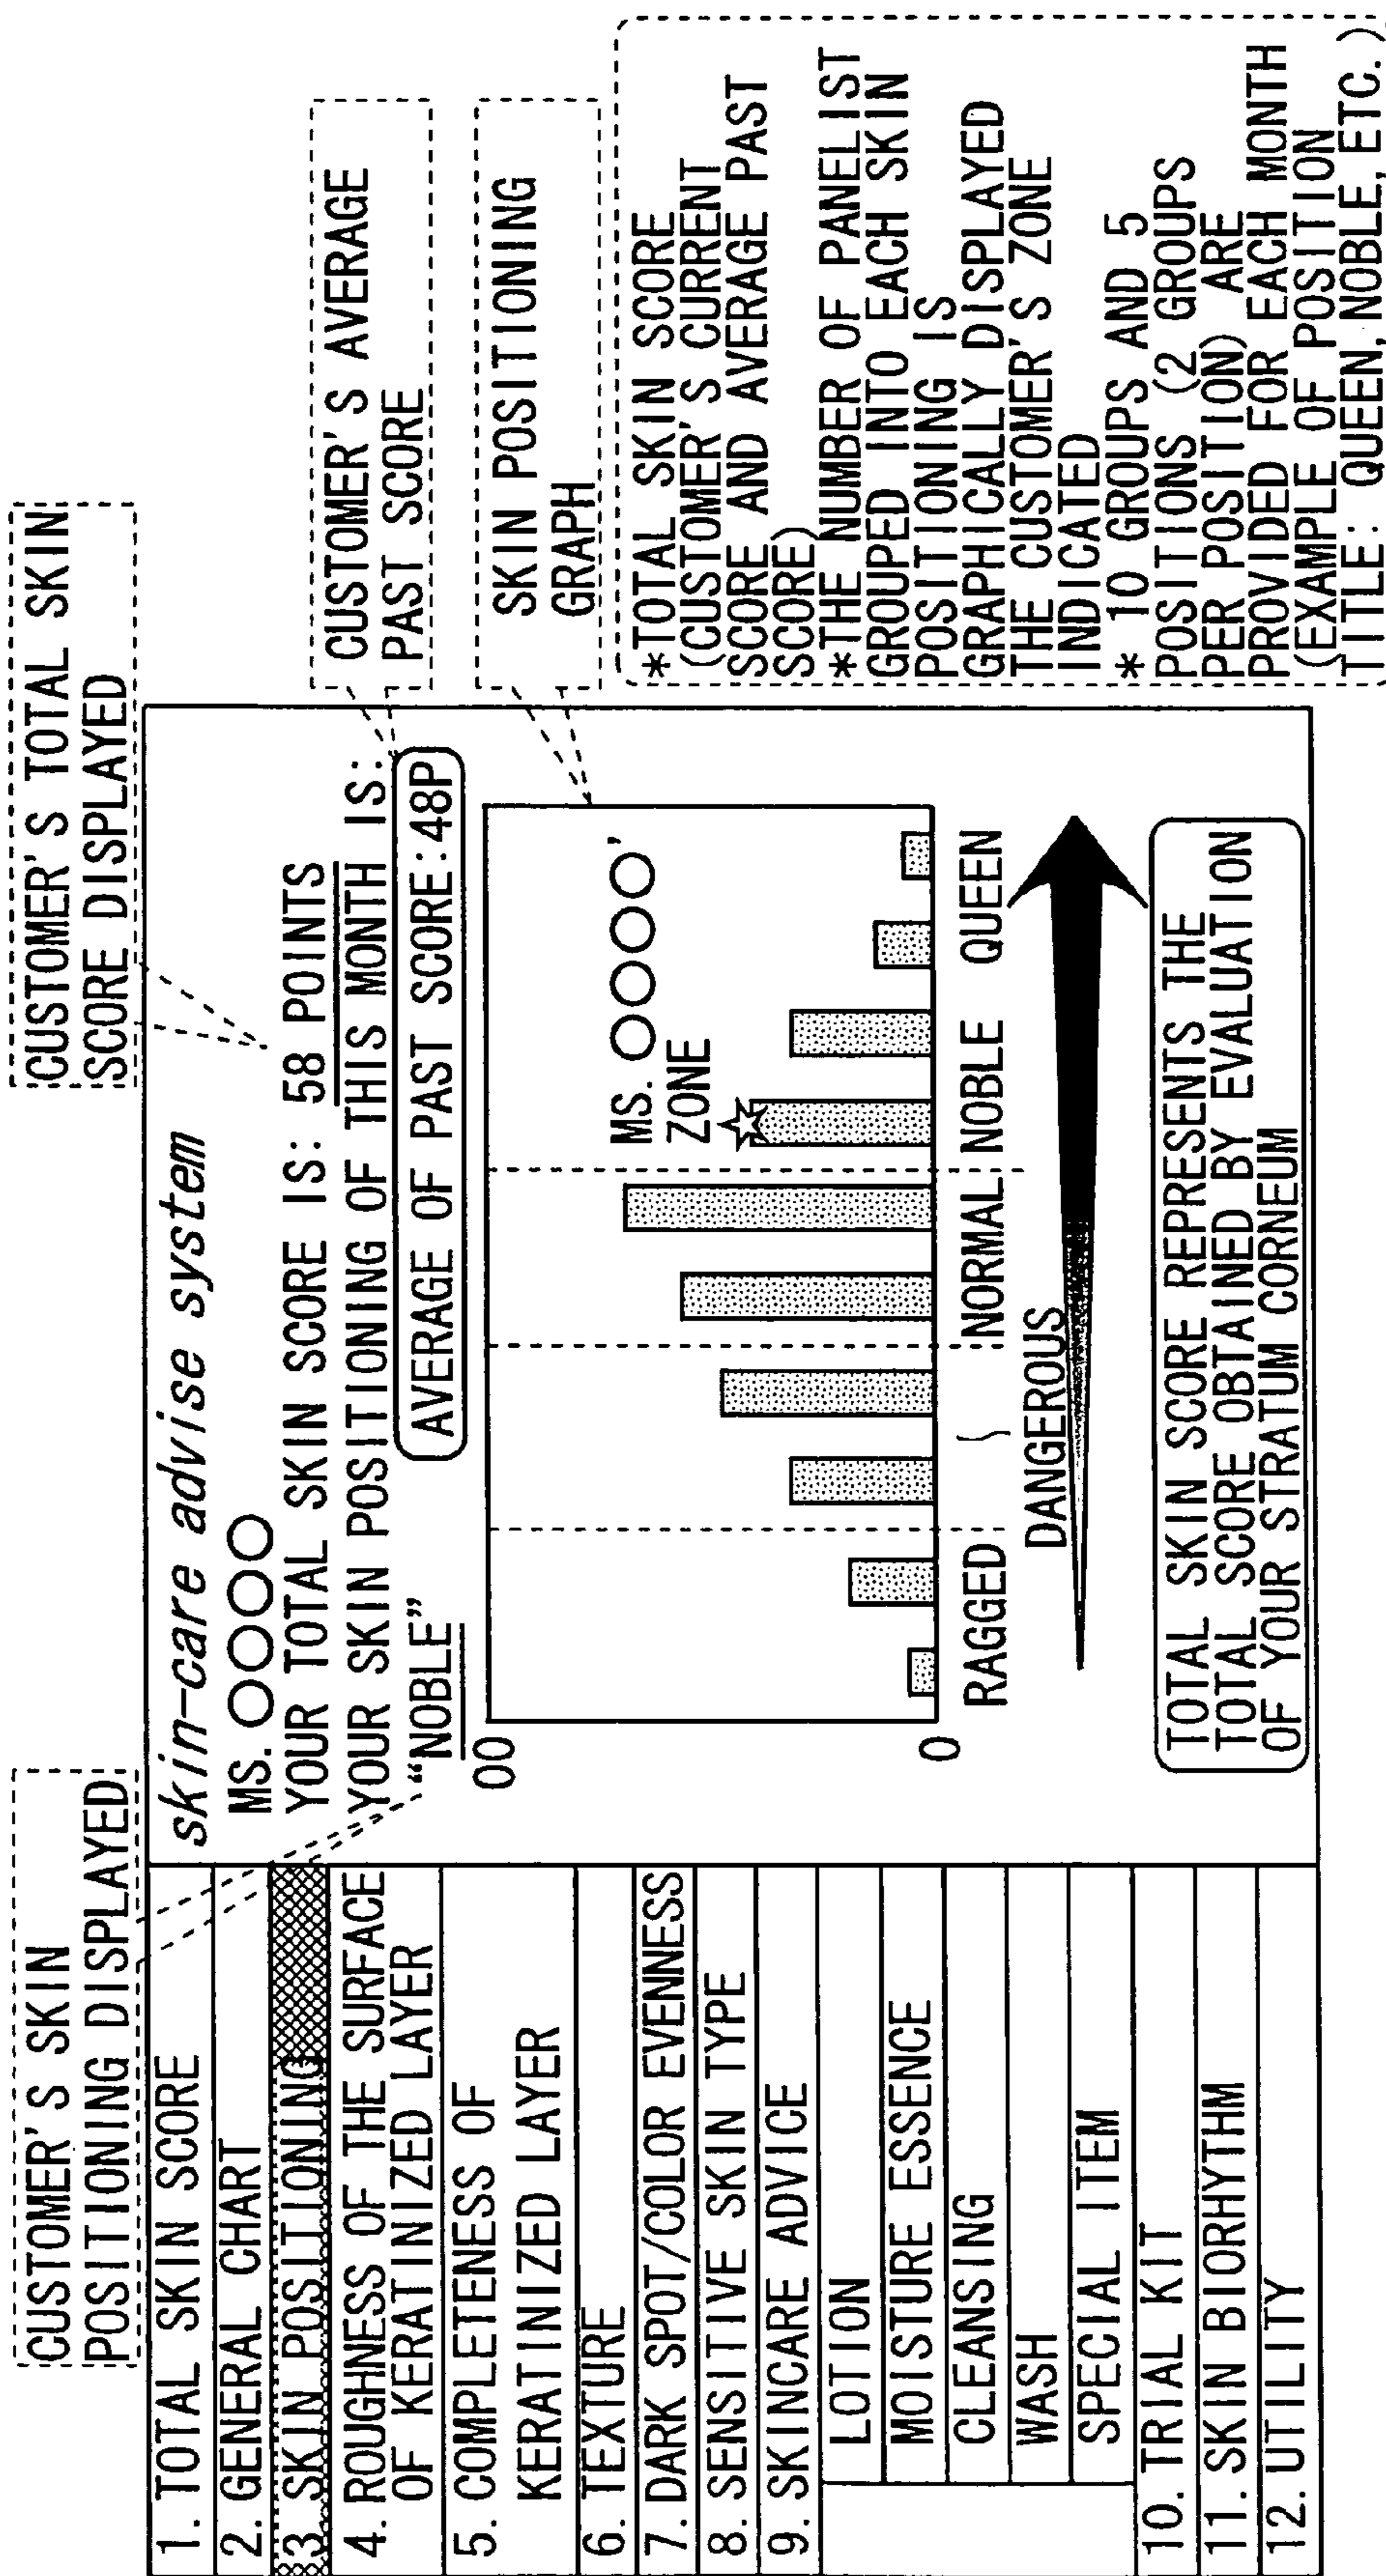 CUSTOMER'S SKIN
POSITIONING DISPLAYED
CUSTOMER'S TOTAL SKIN
SCORE DISPLAYED
1. TOTAL SKIN SCORE
2. GENERAL CHART
3. SKIN POSITIONING
4. ROUGHNESS OF THE SURFACE
OF KERATINIZED LAYER
5. COMPLETENESS OF
KERATINIZED LAYER
6. TEXTURE
7. DARK SPOT/COLOR EVENNESS
8. SENSITIVE SKIN TYPE
9. SKINCARE ADVICE
LOTION
MOISTURE ESSENCE
CLEANSING
WASH
SPECIAL ITEM
10. TRIAL KIT
11. SKIN BIORHYTHM
12. UTILITY
skin-care advise system
MS. ○○○○
YOUR TOTAL SKIN SCORE IS: 58 POINTS
YOUR SKIN POSITIONING OF THIS MONTH IS:
“NOBLE”
AVERAGE OF PAST SCORE:48P
00
MS. ○○○○'
ZONE
0
RAGGED ~ NORMAL NOBLE QUEEN
DANGEROUS
TOTAL SKIN SCORE REPRESENTS THE
TOTAL SCORE OBTAINED BY EVALUATION
OF YOUR STRATUM CORNEUM
CUSTOMER'S AVERAGE
PAST SCORE
SKIN POSITIONING
GRAPH
*TOTAL SKIN SCORE
(CUSTOMER'S CURRENT
SCORE AND AVERAGE PAST
SCORE)
*THE NUMBER OF PANELIST
GROUPED INTO EACH SKIN
POSITIONING IS
GRAPHICALLY DISPLAYED
THE CUSTOMER'S ZONE
INDICATED
* 10 GROUPS AND 5
POSITIONS (2 GROUPS
PER POSITION) ARE
PROVIDED FOR EACH MONTH
(EXAMPLE OF POSITION
TITLE: QUEEN, NOBLE, ETC.)